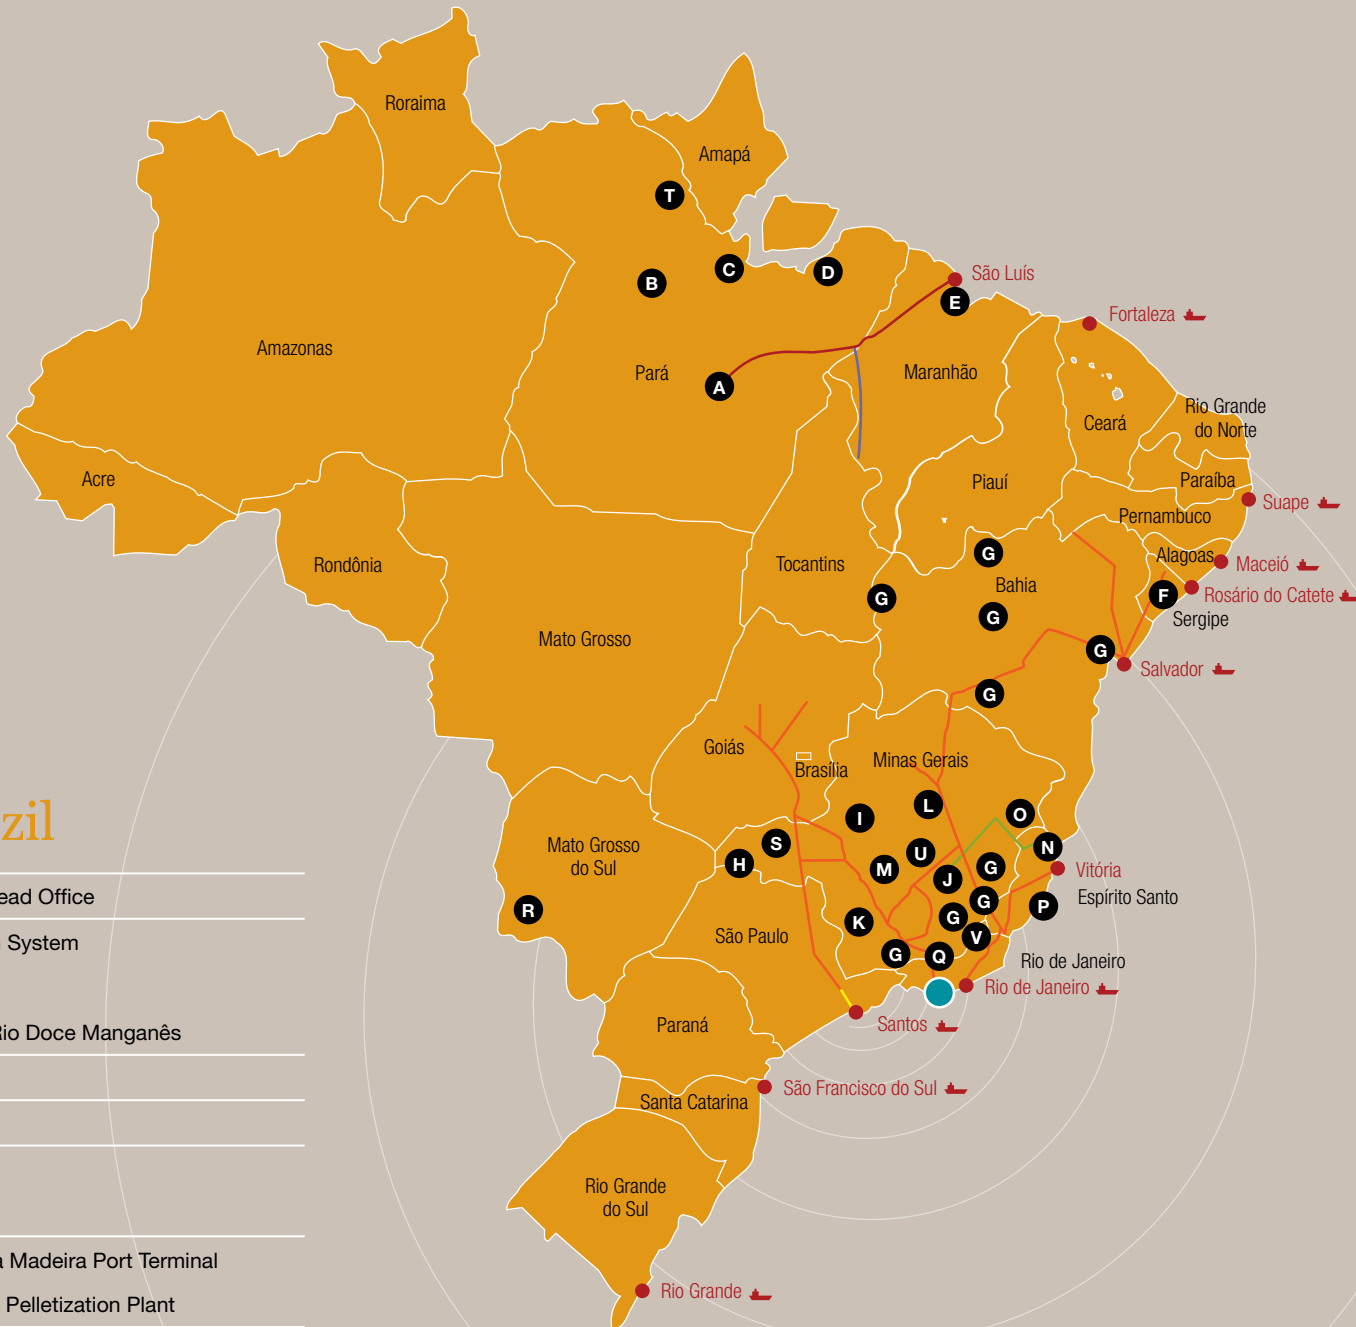 Roraima
Amapá
T
B
C
D
São Luís
E
Fortaleza
Amazonas
Pará
A
Maranhão
Ceará
Rio Grande
do Norte
Acre
Piauí
Paraíba
Suape
Pernambuco
Rondônia
Tocantins
G
Bahia
Alagoas
Maceió
G
G
F
Rosário do Catete
Sergipe
Mato Grosso
G
Salvador
G
Goiás
Brasília
Minas Gerais
zil
L
I
O
Mato Grosso
do Sul
H
S
M
U
J
G
N
Vitória
ead Office
R
K
G
G
P
Espírito Santo
System
São Paulo
G
Q
V
Rio de Janeiro
Rio de Janeiro
Rio Doce Manganês
Paraná
Santos
São Francisco do Sul
Santa Catarina
Rio Grande
do Sul
a Madeira Port Terminal
Pelletization Plant
Rio Grande